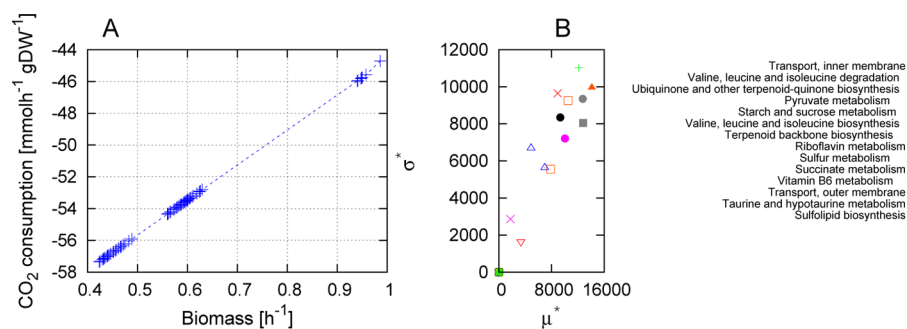 A
CO2 consumption [mmolh-1 gDW-1]
-44
-46
-48
-50
-52
-54
-56
-58
0.4 0.5 0.6 0.7 0.8 0.9 1
Biomass [h-1]
B
σ*
12000
10000
8000
6000
4000
2000
0
0 8000 16000
μ*
Transport, inner membrane
Valine, leucine and isoleucine degradation
Ubiquinone and other terpenoid-quinone biosynthesis
Pyruvate metabolism
Starch and sucrose metabolism
Valine, leucine and isoleucine biosynthesis
Terpenoid backbone biosynthesis
Riboflavin metabolism
Sulfur metabolism
Succinate metabolism
Vitamin B6 metabolism
Transport, outer membrane
Taurine and hypotaurine metabolism
Sulfolipid biosynthesis